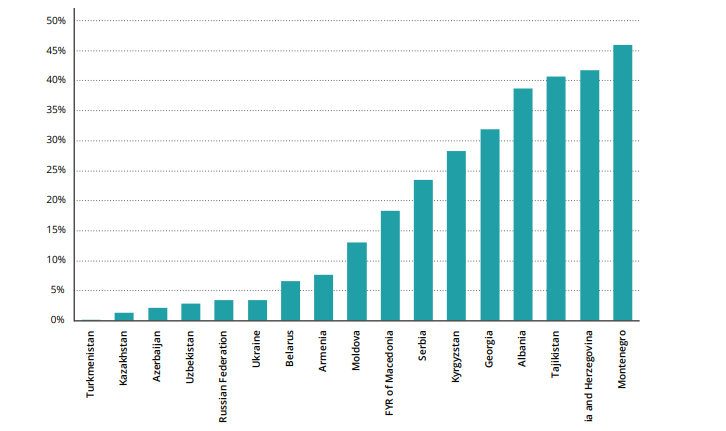 50%
45%
40%
35%
30%
25%
20%
15%
10%
5%
0%
Turkmenistan
Kazakhstan
Azerbaijan
Uzbekistan
Russian Federation
Ukraine
Belarus
Armenia
Moldova
FYR of Macedonia
Serbia
Kyrgyzstan
Georgia
Albania
Tajikistan
ia and Herzegovina
Montenegro